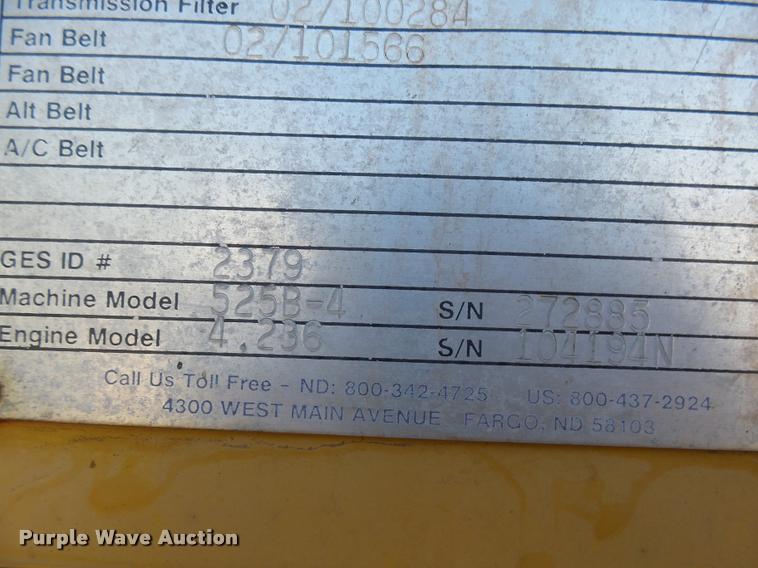 Transmission Filter 02/100284
Fan Belt 02/101566
Fan Belt
Alt Belt
A/C Belt
GES ID # 2379
Machine Model 525B-4 S/N 272885
Engine Model 4.236 S/N 104194N
Call Us Toll Free - ND: 800-342-4725 US: 800-437-2924
4300 WEST MAIN AVENUE FARGO, ND 58103
Purple Wave Auction